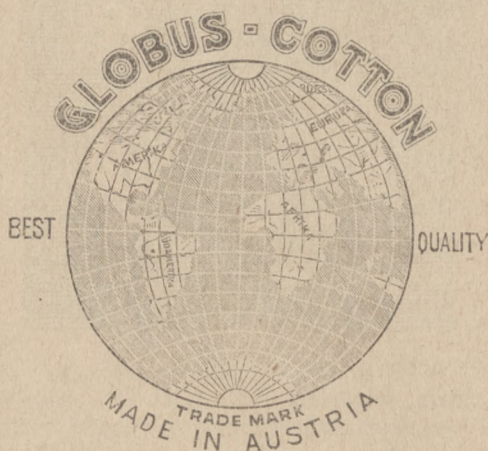 GLOBUS - COTTON
EUROPA
AFRIKA
BEST
QUALITY
TRADE MARK
MADE IN AUSTRIA